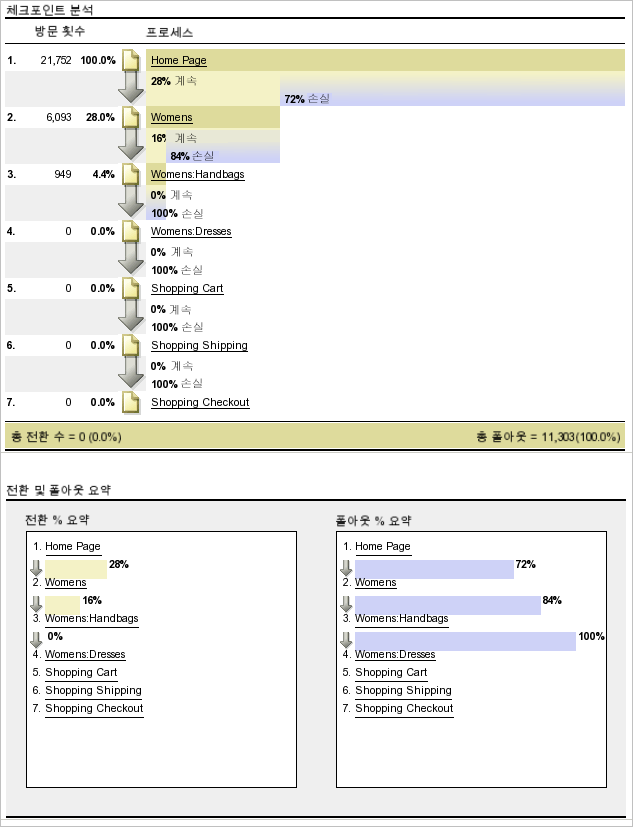 체크포인트 분석
방문 횟수 프로세스
1. 21,752 100.0% Home Page
28% 계속
72% 손실
2. 6,093 28.0% Womens
16% 계속
84% 손실
3. 949 4.4% Womens:Handbags
0% 계속
100% 손실
4. 0 0.0% Womens:Dresses
0% 계속
100% 손실
5. 0 0.0% Shopping Cart
0% 계속
100% 손실
6. 0 0.0% Shopping Shipping
0% 계속
100% 손실
7. 0 0.0% Shopping Checkout
총 전환 수 = 0 (0.0%) 총 폴아웃 = 11,303(100.0%)
전환 및 폴아웃 요약
전환 % 요약
1. Home Page
28%
2. Womens
16%
3. Womens:Handbags
0%
4. Womens:Dresses
5. Shopping Cart
6. Shopping Shipping
7. Shopping Checkout
폴아웃 % 요약
1. Home Page
72%
2. Womens
84%
3. Womens:Handbags
100%
4. Womens:Dresses
5. Shopping Cart
6. Shopping Shipping
7. Shopping Checkout